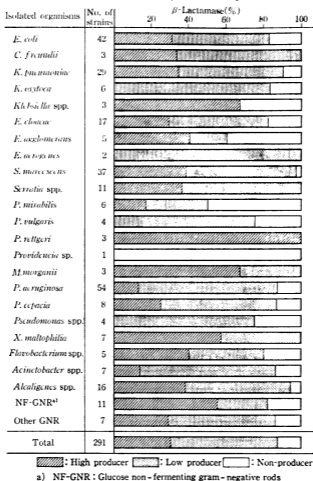 Isolated organisms No. of strains β-Lactamase(%)
20 40 60 80 100
E. coli 42
C. freundii 3
K. pneumoniae 29
K. oxytoca 6
Klebsiella spp. 3
E. cloacae 17
E. agglomerans 5
E. aerogenes 2
S. marcescens 37
Serratia spp. 11
P. mirabilis 6
P. vulgaris 4
P. rettgeri 3
Providencia sp. 1
M. morganii 3
P. aeruginosa 54
P. cepacia 8
Pseudomonas spp. 4
X. maltophilia 7
Flavobacterium spp. 5
Acinetobacter spp. 7
Alcaligenes spp. 16
NF-GNRa) 11
Other GNR 7
Total 291
: High producer : Low producer : Non-producer
a) NF-GNR : Glucose non-fermenting gram-negative rods